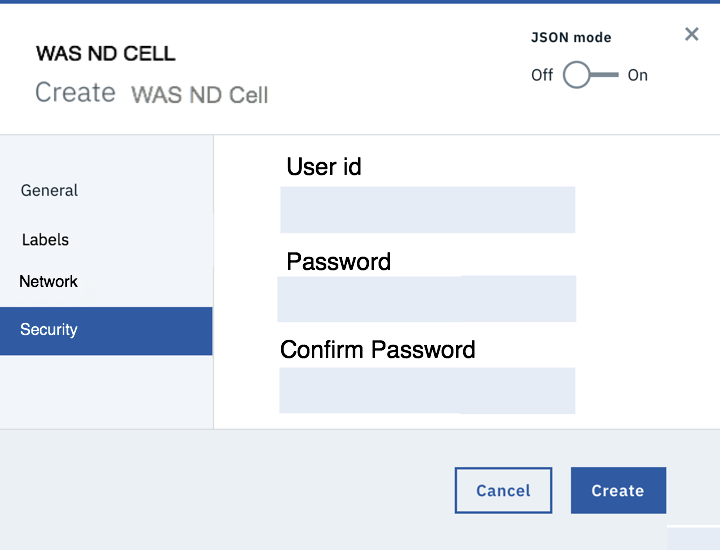 WAS ND CELL
Create WAS ND Cell
JSON mode
Off On
General
Labels
Network
Security
User id
Password
Confirm Password
Cancel Create